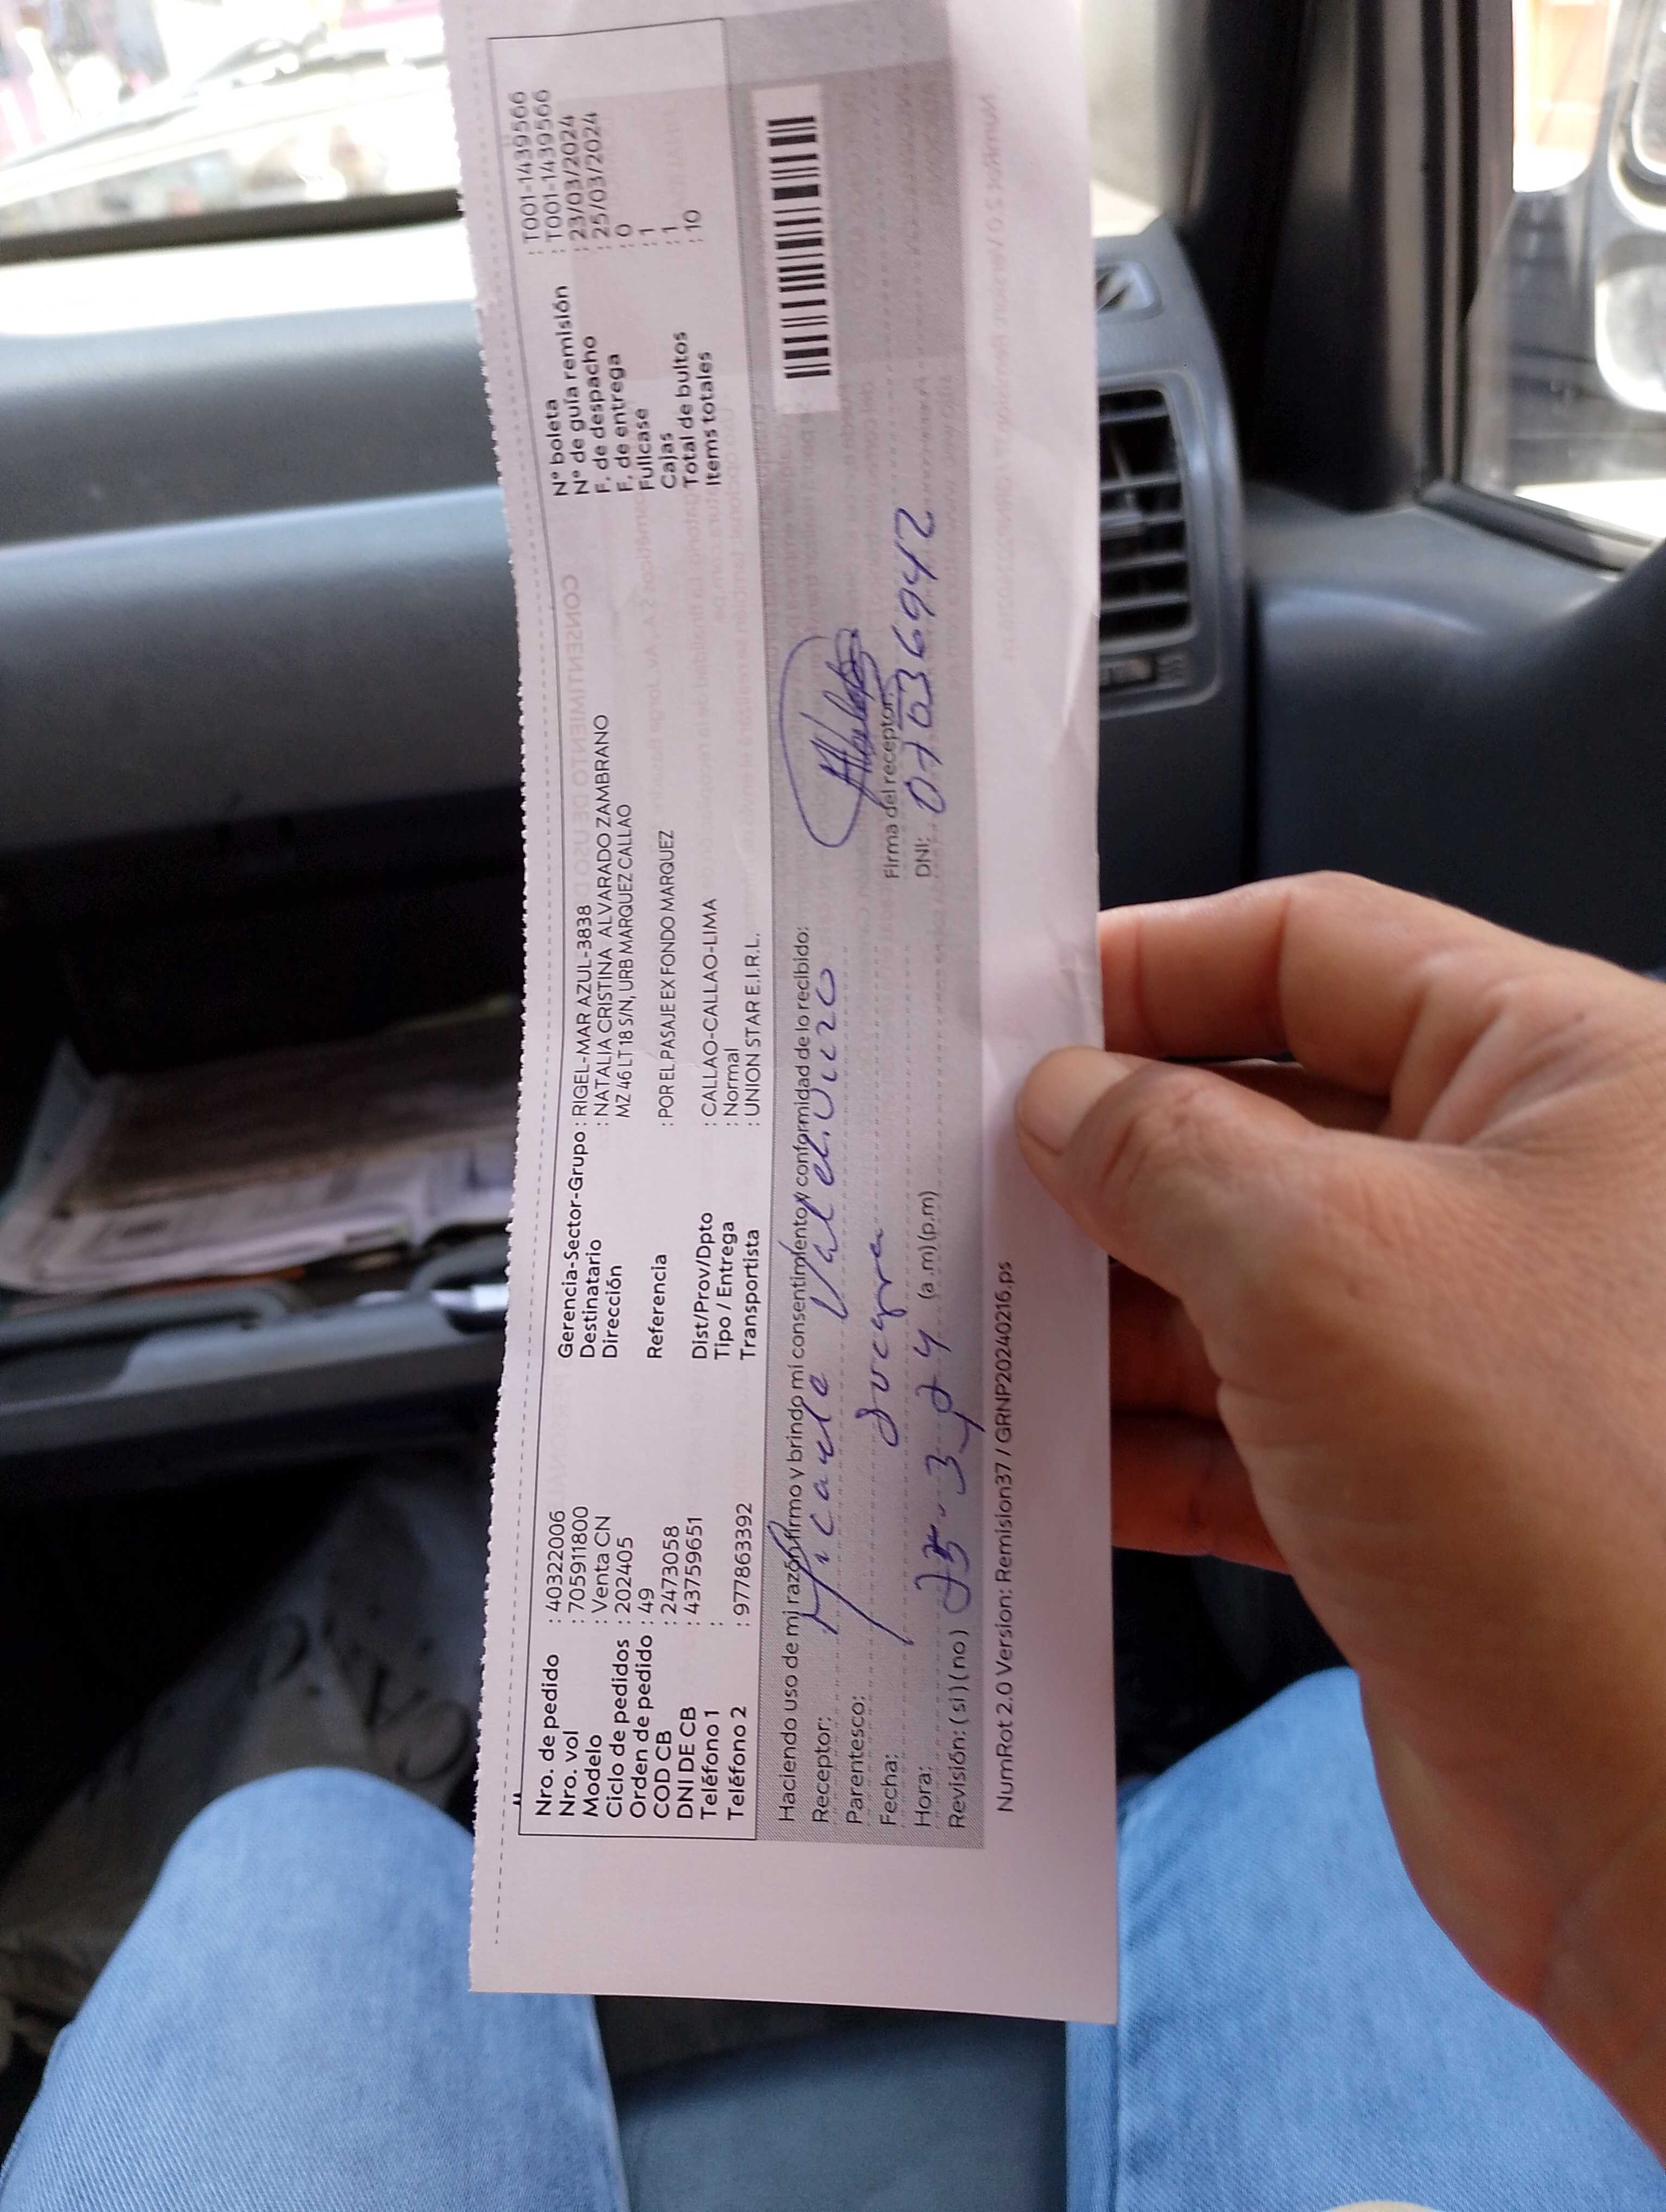 Nro. de pedido : 40322006
Nro. vol : 705911800
Modelo : Venta CN
Ciclo de pedidos : 202405
Orden de pedido : 49
COD CB : 2473058
DNI DE CB : 43759651
Teléfono 1 :
Teléfono 2 : 977863392
Gerencia-Sector-Grupo : RIGEL-MAR AZUL-3838
Destinatario : NATALIA CRISTINA ALVARADO ZAMBRANO
Dirección MZ 46 LT 18 S/N, URB MARQUEZ CALLAO
Referencia : POR EL PASAJE EX FONDO MARQUEZ
Dist/Prov/Dpto : CALLAO-CALLAO-LIMA
Tipo / Entrega : Normal
Transportista : UNION STAR E.I.R.L.
Nº boleta : T001-1439566
Nº de guía remisión : T001-1439566
F. de despacho : 23/03/2024
F. de entrega : 25/03/2024
Fullcase : 0
Cajas : 1
Total de bultos : 1
Items totales : 10
Haciendo uso de mi razón firmo y brindo mi consentimiento y conformidad de lo recibido:
Receptor:
Parentesco: suegra
Fecha: 25-3-24
Hora: (a.m)(p.m)
Revisión: (si)(no)
Firma del receptor:
DNI: 07036942
NumRot 2.0 Version: Remision37 / GRNP20240216.ps